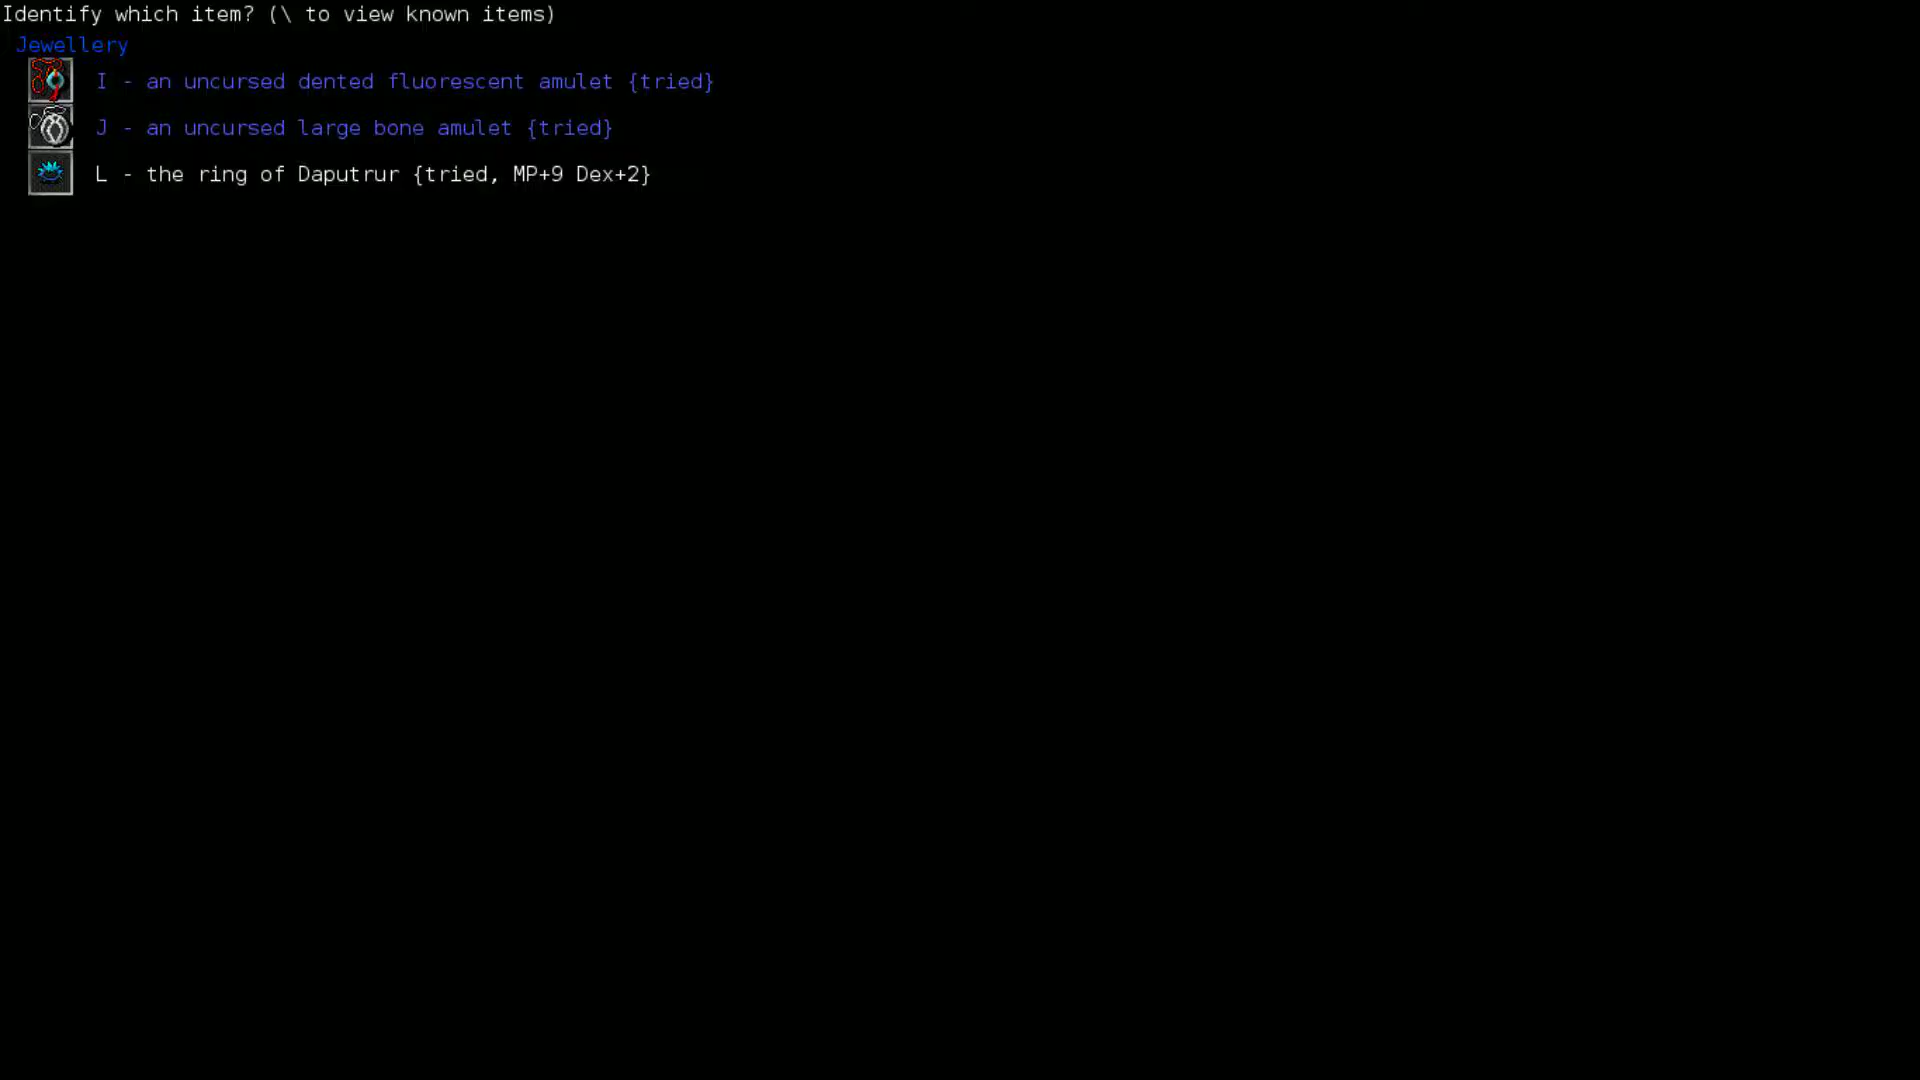 Identify which item? (\ to view known items)
Jewellery
I - an uncursed dented fluorescent amulet {tried}
J - an uncursed large bone amulet {tried}
L - the ring of Daputrur {tried, MP+9 Dex+2}